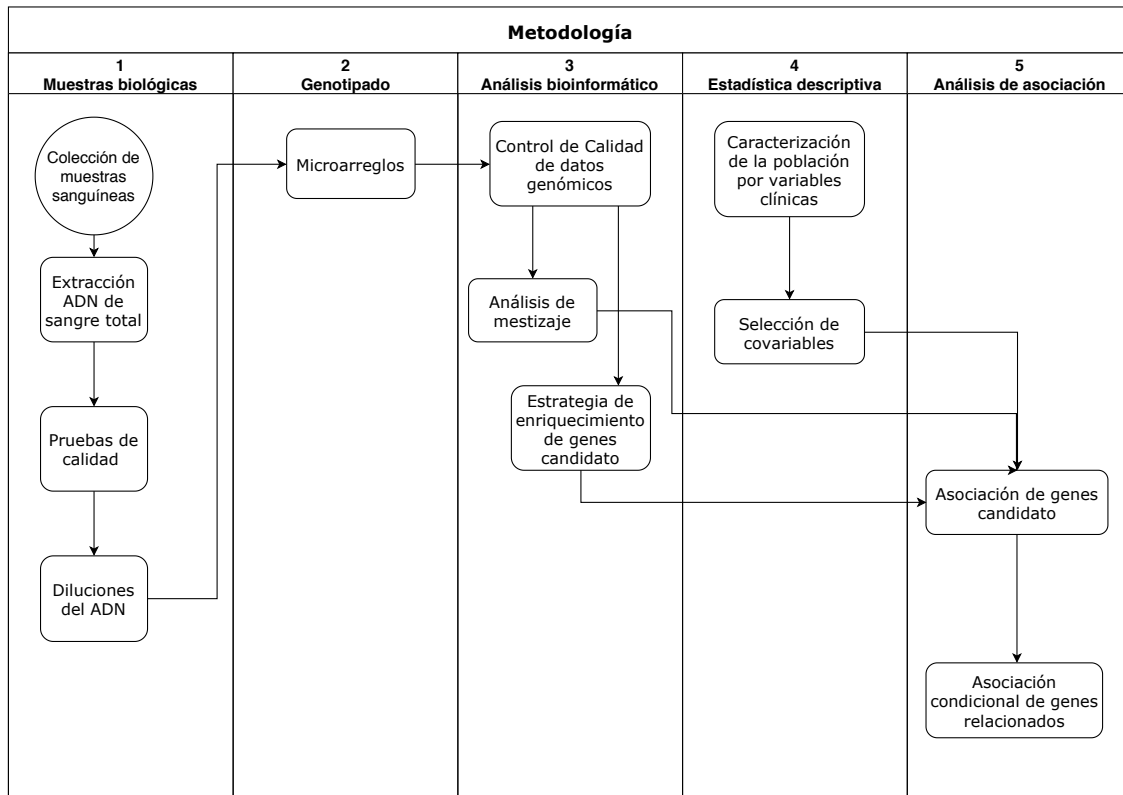 Metodología
1
Muestras biológicas
2
Genotipado
3
Análisis bioinformático
4
Estadística descriptiva
5
Análisis de asociación
Colección de
muestras
sanguíneas
Extracción
ADN de
sangre total
Pruebas de
calidad
Diluciones
del ADN
Microarreglos
Control de Calidad
de datos
genómicos
Análisis de
mestizaje
Estrategia de
enriquecimiento
de genes
candidato
Caracterización
de la población
por variables
clínicas
Selección de
covariables
Asociación de genes
candidato
Asociación
condicional de genes
relacionados